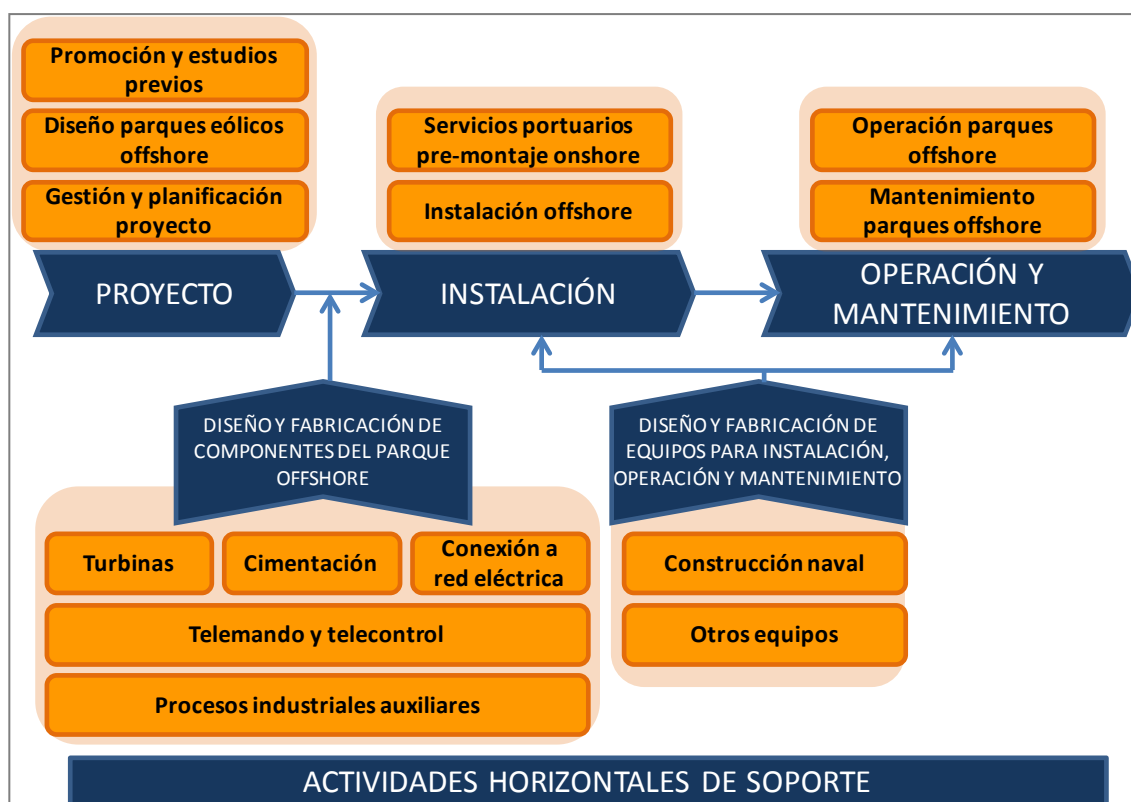 Promoción y estudios
previos
Diseño parques eólicos
offshore
Gestión y planificación
proyecto
Servicios portuarios
pre-montaje onshore
Instalación offshore
Operación parques
offshore
Mantenimiento
parques offshore
PROYECTO
INSTALACIÓN
OPERACIÓN Y
MANTENIMIENTO
DISEÑO Y FABRICACIÓN DE
COMPONENTES DEL PARQUE
OFFSHORE
DISEÑO Y FABRICACIÓN DE
EQUIPOS PARA INSTALACIÓN,
OPERACIÓN Y MANTENIMIENTO
Turbinas
Cimentación
Conexión a
red eléctrica
Telemando y telecontrol
Procesos industriales auxiliares
Construcción naval
Otros equipos
ACTIVIDADES HORIZONTALES DE SOPORTE